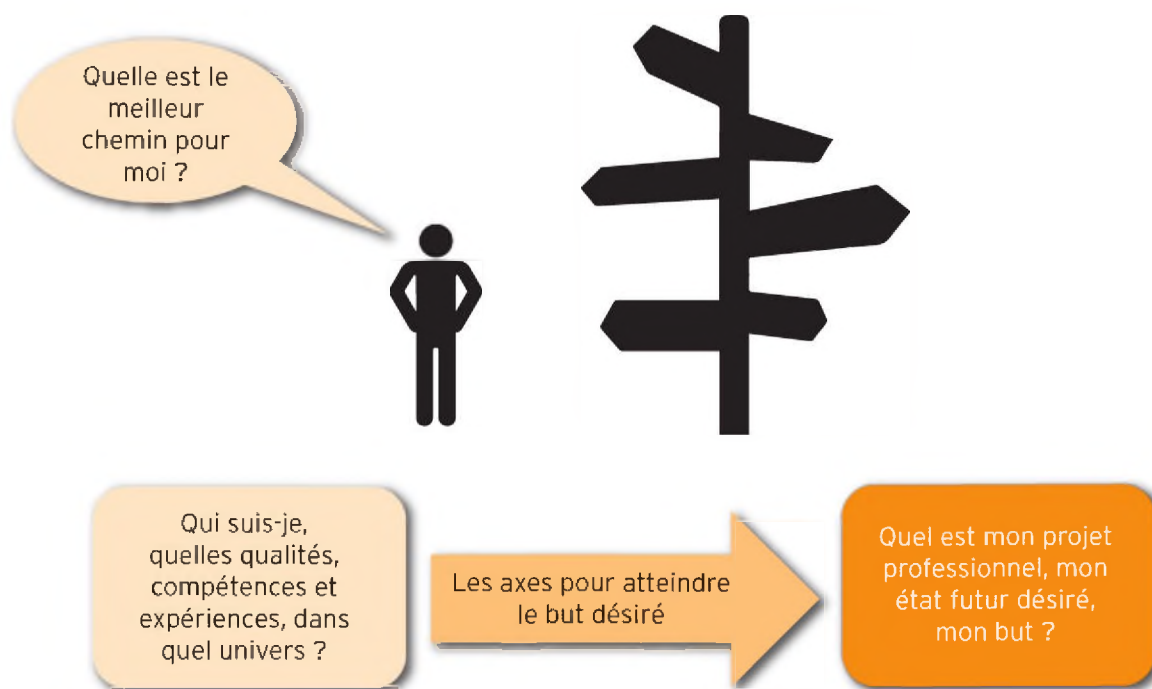 Quelle est le
meilleur
chemin pour
moi ?
Qui suis-je,
quelles qualités,
compétences et
expériences, dans
quel univers ?
Les axes pour atteindre
le but désiré
Quel est mon projet
professionnel, mon
état futur désiré,
mon but ?